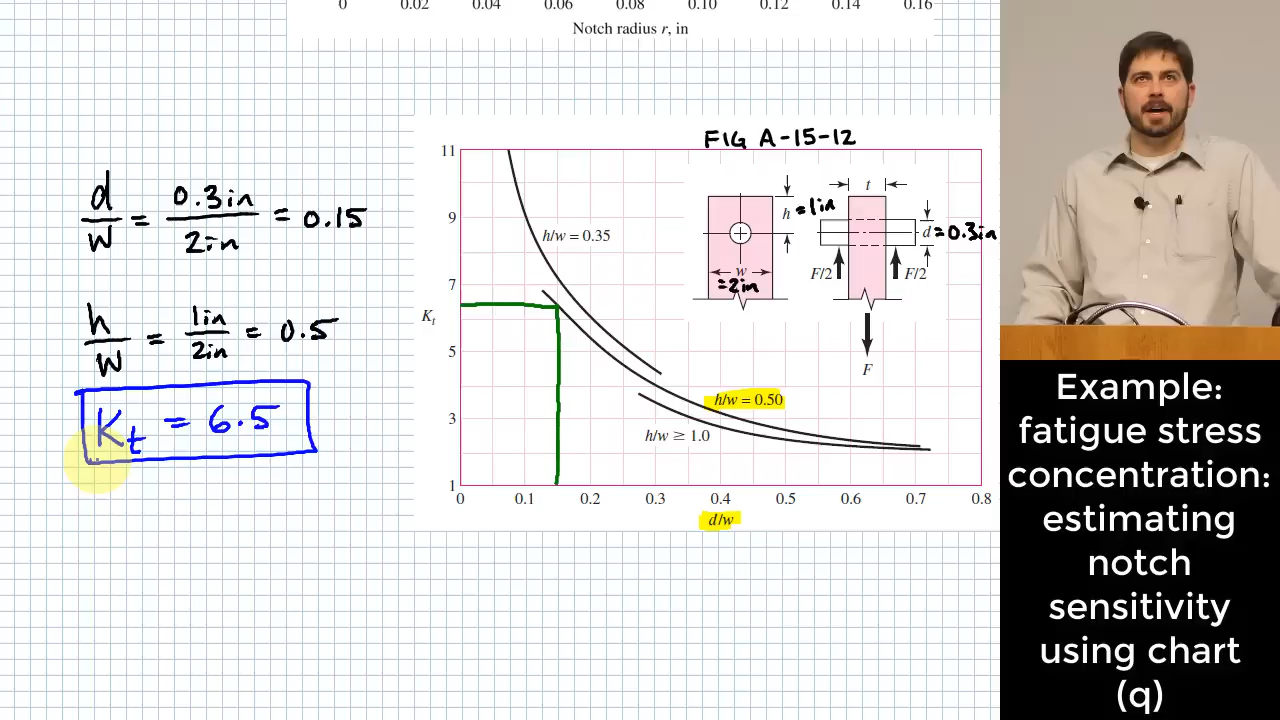 0 0.02 0.04 0.06 0.08 0.10 0.12 0.14 0.16
Notch radius r, in
d/w = 0.3in/2in = 0.15
h/w = 1in/2in = 0.5
Kt = 6.5
FIG A-15-12
11
9
7
5
3
1
Kt
h/w = 0.35
h/w = 0.50
h/w ≥ 1.0
h =1in
w
=2in
t
d =0.3in
F/2 F/2
F
0 0.1 0.2 0.3 0.4 0.5 0.6 0.7 0.8
d/w
Example:
fatigue stress
concentration:
estimating
notch
sensitivity
using chart
(q)